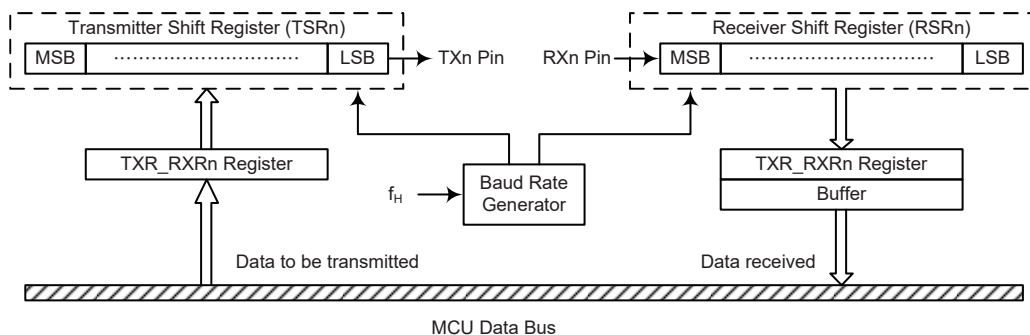 Transmitter Shift Register (TSRn)
MSB
LSB
TXn Pin
RXn Pin
Receiver Shift Register (RSRn)
MSB
LSB
TXR_RXRn Register
fH
Baud Rate
Generator
TXR_RXRn Register
Buffer
Data to be transmitted
Data received
MCU Data Bus